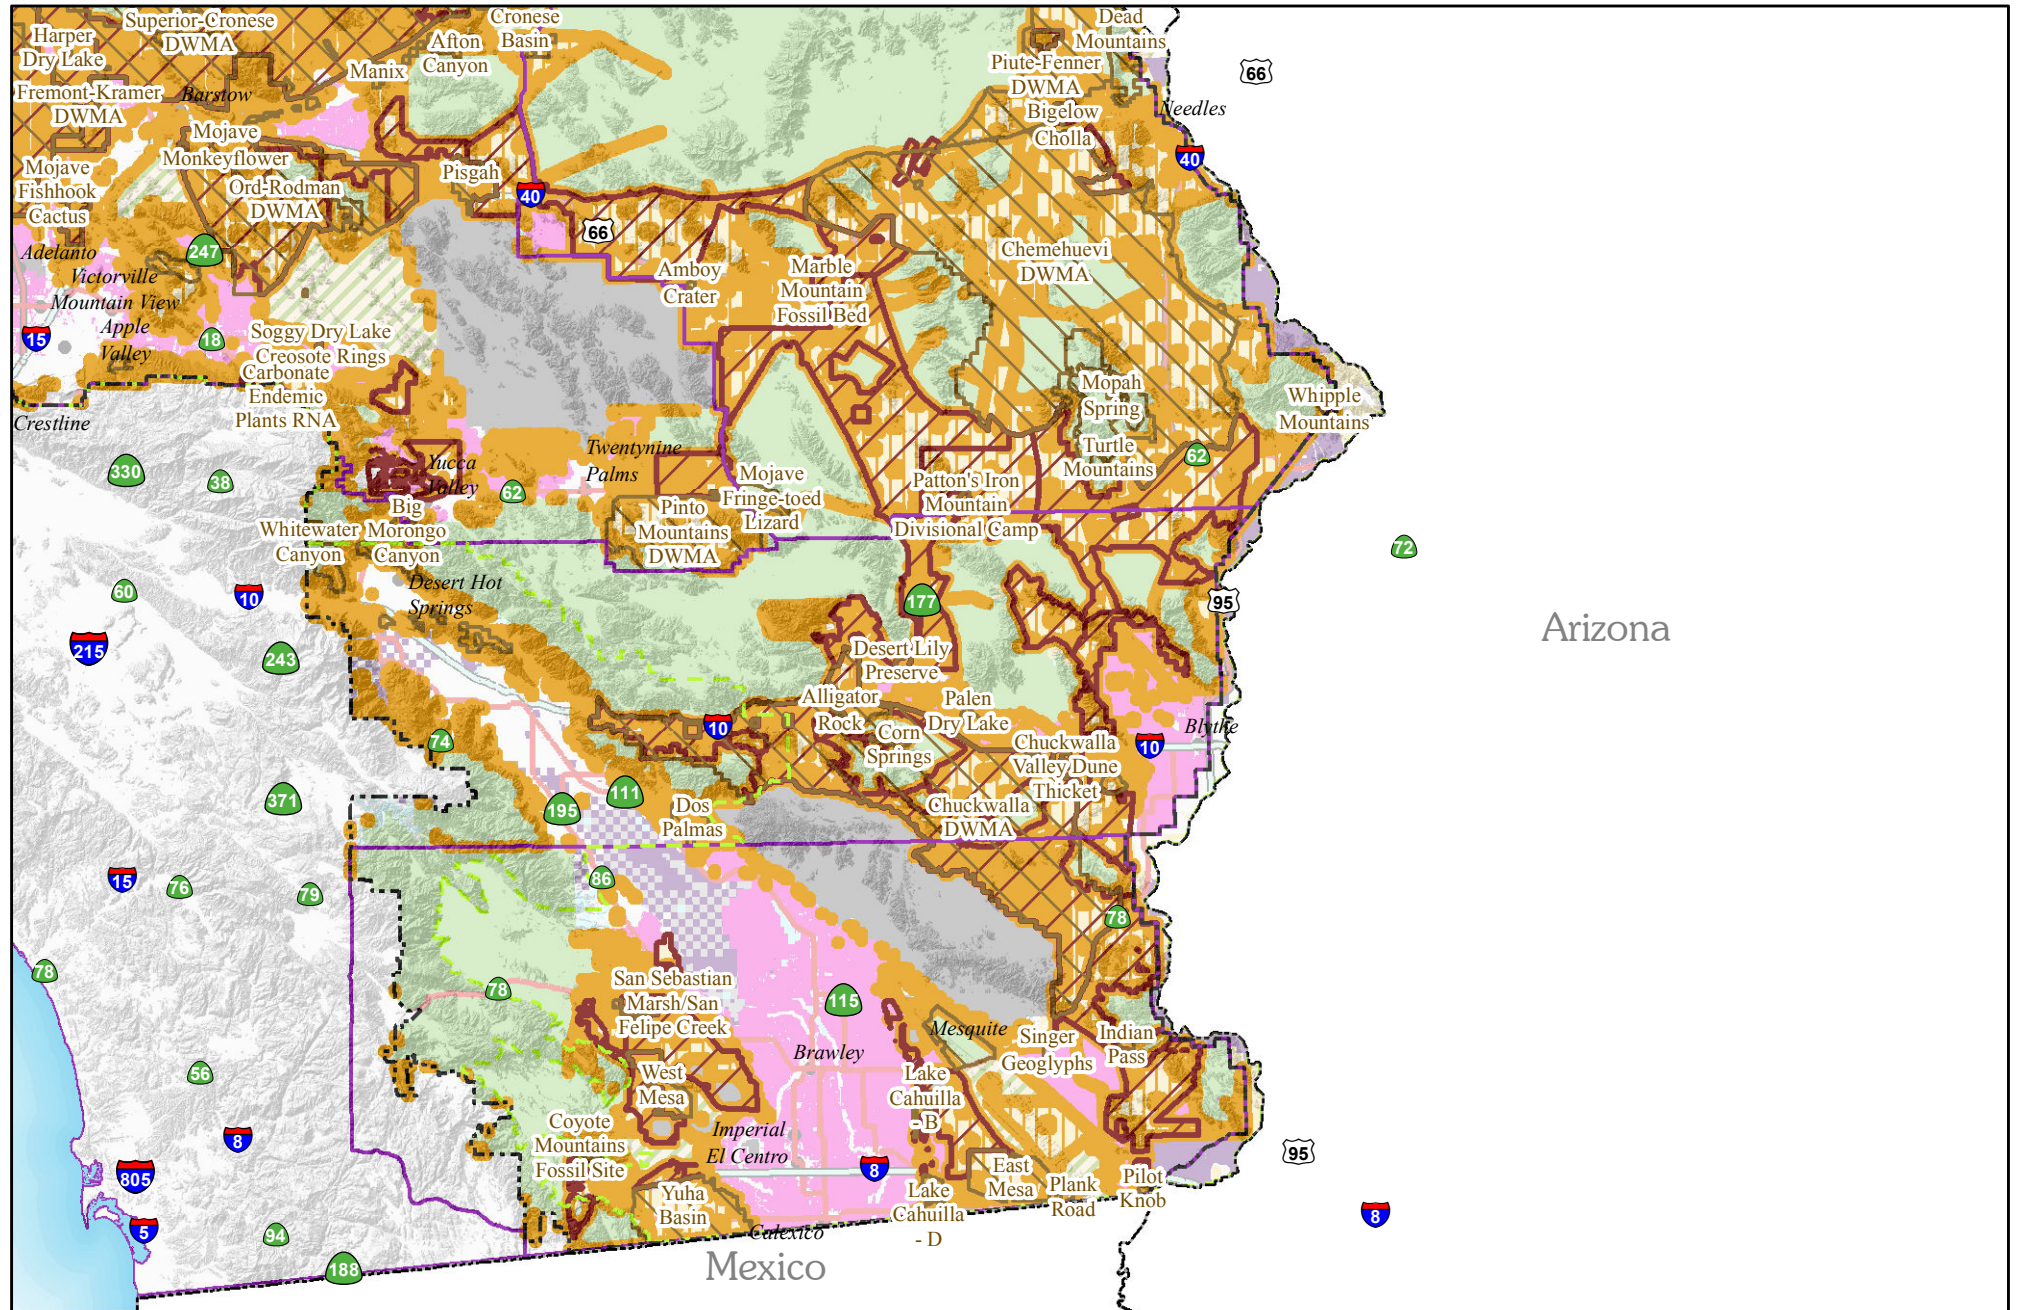 Superior-Cronese
DWMA
Harper
Dry Lake
Cronese
Basin
Afton
Canyon
Manix
Dead
Mountains
Piute-Fenner
DWMA
Bigelow
Cholla
66
Needles
Fremont-Kramer
DWMA
Barstow
Mojave
Monkeyflower
Mojave
Fishhook
Cactus
Ord-Rodman
DWMA
Pisgah
40
40
66
247
Adelanto
Victorville
Mountain View
Apple
Valley
15
18
Amboy
Crater
Marble
Mountain
Fossil Bed
Chemehuevi
DWMA
Soggy Dry Lake
Creosote Rings
Carbonate
Endemic
Plants RNA
Crestline
Mopah
Spring
Turtle
Mountains
Whipple
Mountains
62
330
38
Yucca
Valley
62
Twentynine
Palms
Mojave
Fringe-toed
Lizard
Patton's Iron
Mountain
Divisional Camp
Big
Morongo
Canyon
Whitewater
Canyon
Pinto
Mountains
DWMA
72
60
10
Desert Hot
Springs
177
95
Arizona
215
243
Desert Lily
Preserve
Alligator
Rock
Palen
Dry Lake
Corn
Springs
10
74
Chuckwalla
Valley Dune
Thicket
10
Blythe
371
195
111
Dos
Palmas
Chuckwalla
DWMA
15
76
79
86
78
78
78
San Sebastian
Marsh/San
Felipe Creek
115
Mesquite
Singer
Geoglyphs
Indian
Pass
Brawley
56
West
Mesa
Lake
Cahuilla
- B
Coyote
Mountains
Fossil Site
Imperial
El Centro
8
8
805
95
East
Mesa
Plank
Road
Pilot
Knob
Yuha
Basin
Lake
Cahuilla
- D
5
94
188
Calexico
Mexico
8